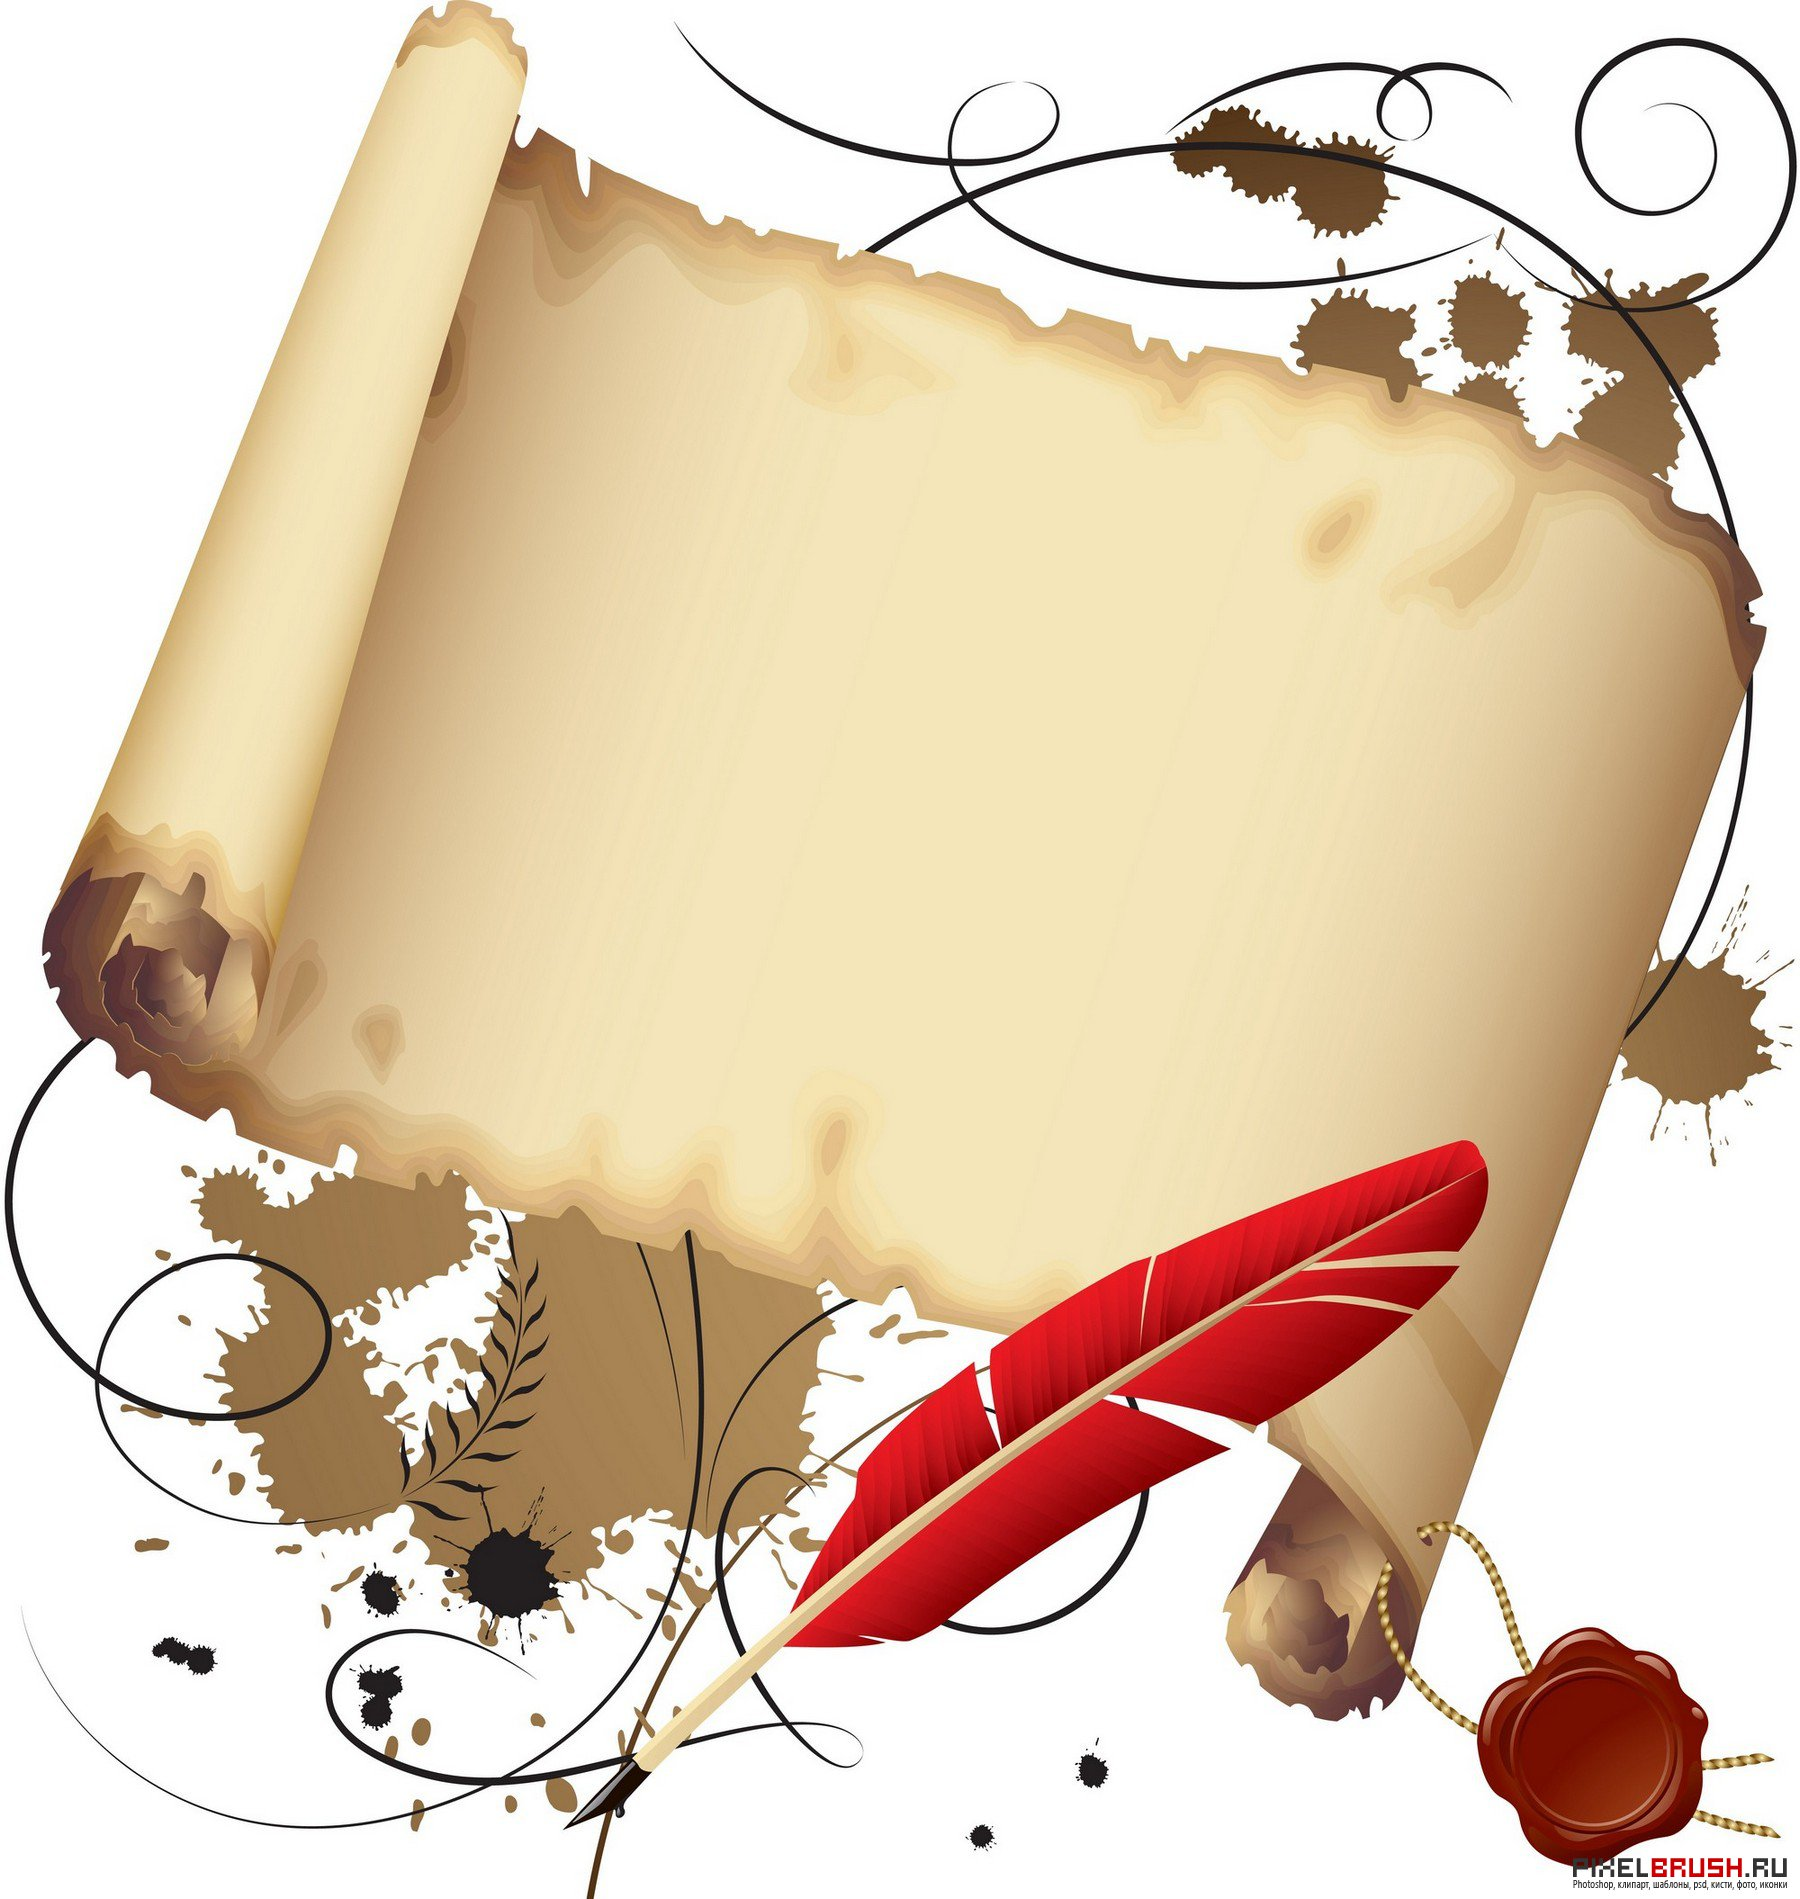 PIXELBRUSH.RU
Photoshop, клипарт, шаблоны, psd, кисти, фото, иконки